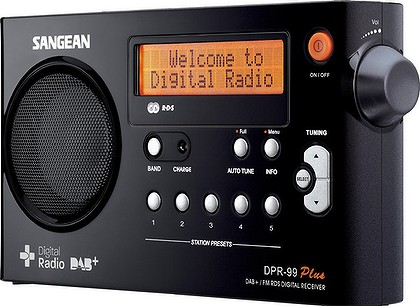 SANGEAN
Welcome to
Digital Radio
R·D·S
Vol
ON / OFF
Full
Menu
TUNING
BAND
CHARGE
AUTO TUNE
INFO
SELECT
1 2 3 4 5
STATION PRESETS
Digital
Radio
DAB+
DPR-99 Plus
DAB+ / FM RDS DIGITAL RECEIVER